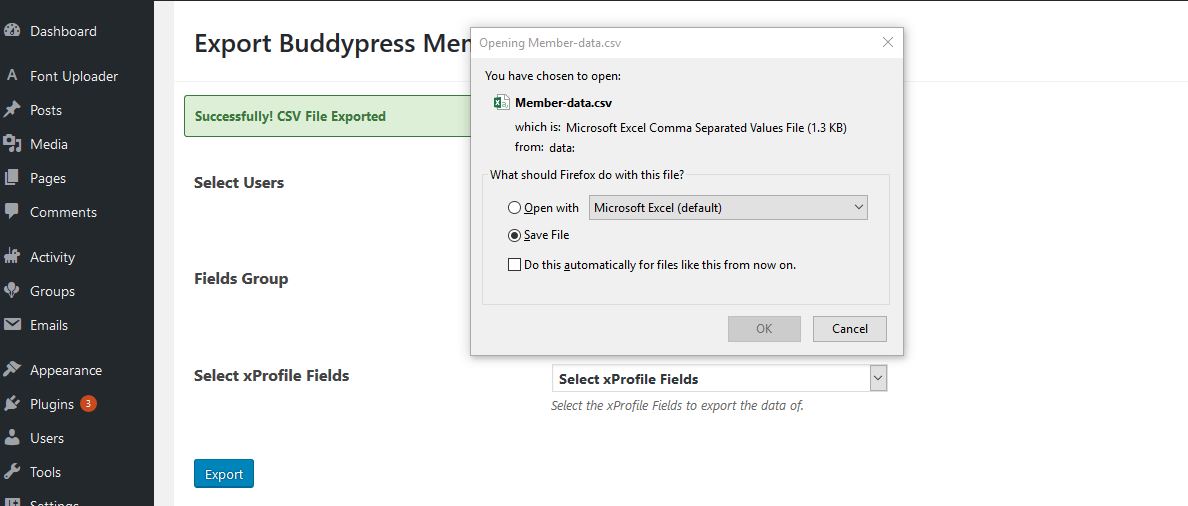 Dashboard
Font Uploader
Posts
Media
Pages
Comments
Activity
Groups
Emails
Appearance
Plugins 3
Users
Tools
Settings
Export Buddypress Mem
Successfully! CSV File Exported
Select Users
Fields Group
Select xProfile Fields
Select xProfile Fields
Select the xProfile Fields to export the data of.
Export
Opening Member-data.csv
You have chosen to open:
Member-data.csv
which is: Microsoft Excel Comma Separated Values File (1.3 KB)
from: data:
What should Firefox do with this file?
Open with Microsoft Excel (default)
Save File
Do this automatically for files like this from now on.
OK Cancel